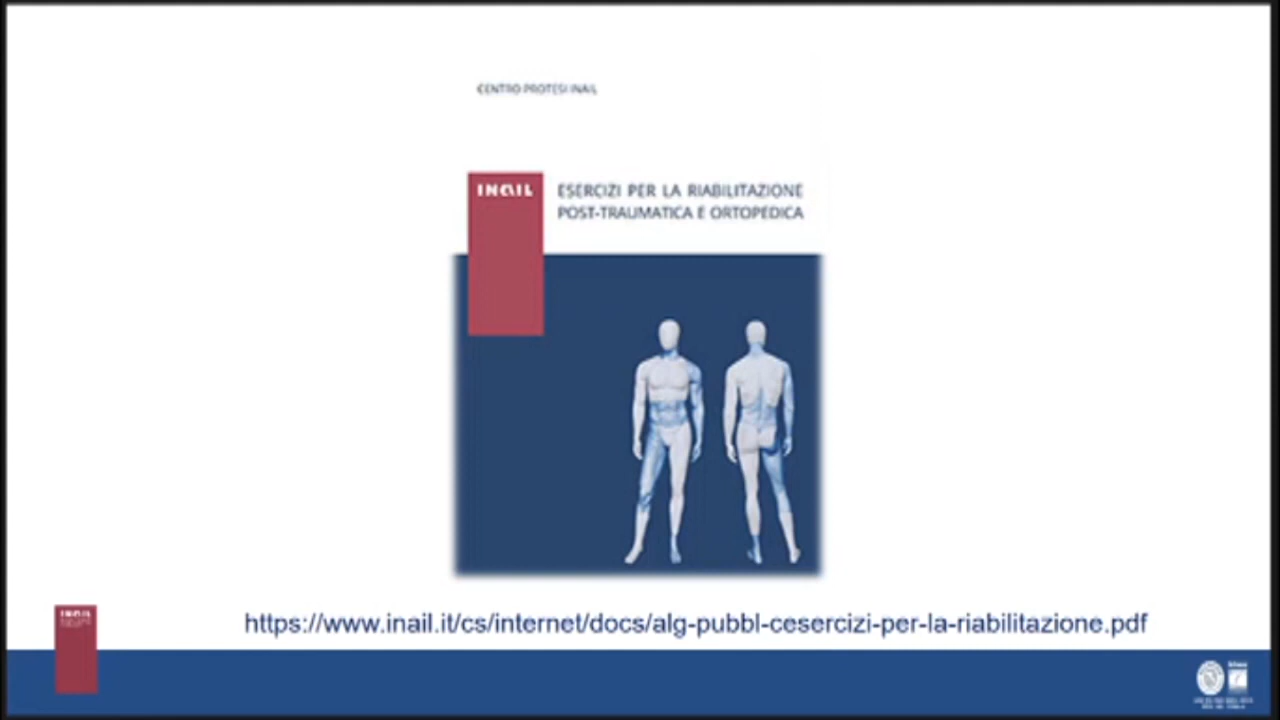 CENTRO PROTESI INAIL
INAIL
ESERCIZI PER LA RIABILITAZIONE
POST-TRAUMATICA E ORTOPEDICA
INAIL
https://www.inail.it/cs/internet/docs/alg-pubbl-cesercizi-per-la-riabilitazione.pdf